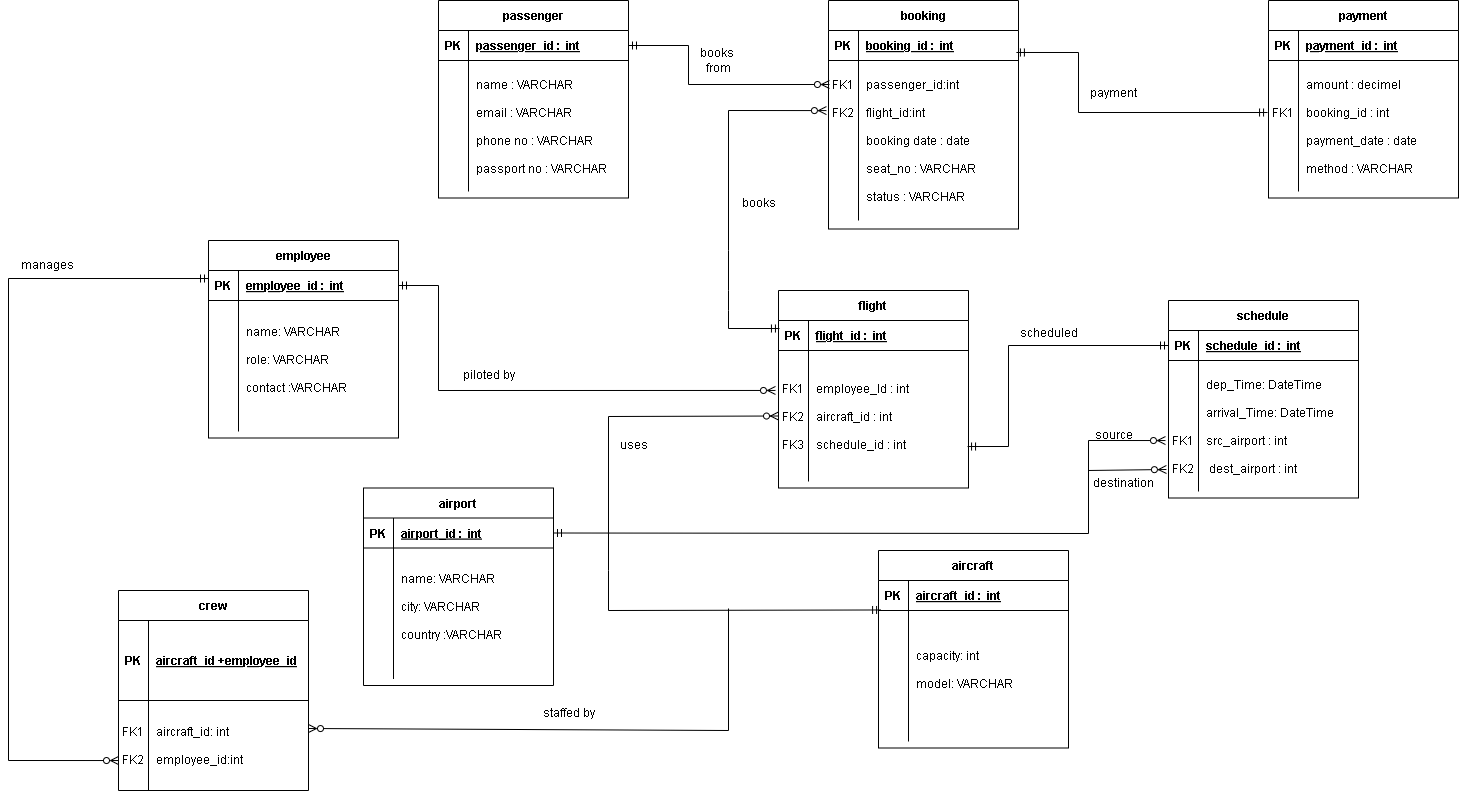 passenger
PK passenger_id : int
name : VARCHAR
email : VARCHAR
phone no : VARCHAR
passport no : VARCHAR
books
from
booking
PK booking_id : int
FK1 passenger_id:int
FK2 flight_id:int
booking date : date
seat_no : VARCHAR
status : VARCHAR
payment
payment
PK payment_id : int
amount : decimel
FK1 booking_id : int
payment_date : date
method : VARCHAR
books
manages
employee
PK employee_id : int
name: VARCHAR
role: VARCHAR
contact :VARCHAR
piloted by
flight
PK flight_id : int
FK1 employee_Id : int
FK2 aircraft_id : int
FK3 schedule_id : int
scheduled
schedule
PK schedule_id : int
dep_Time: DateTime
arrival_Time: DateTime
FK1 src_airport : int
FK2 dest_airport : int
source
destination
uses
airport
PK airport_id : int
name: VARCHAR
city: VARCHAR
country :VARCHAR
aircraft
PK aircraft_id : int
capacity: int
model: VARCHAR
crew
PK aircraft_id +employee_id
FK1 aircraft_id: int
FK2 employee_id:int
staffed by